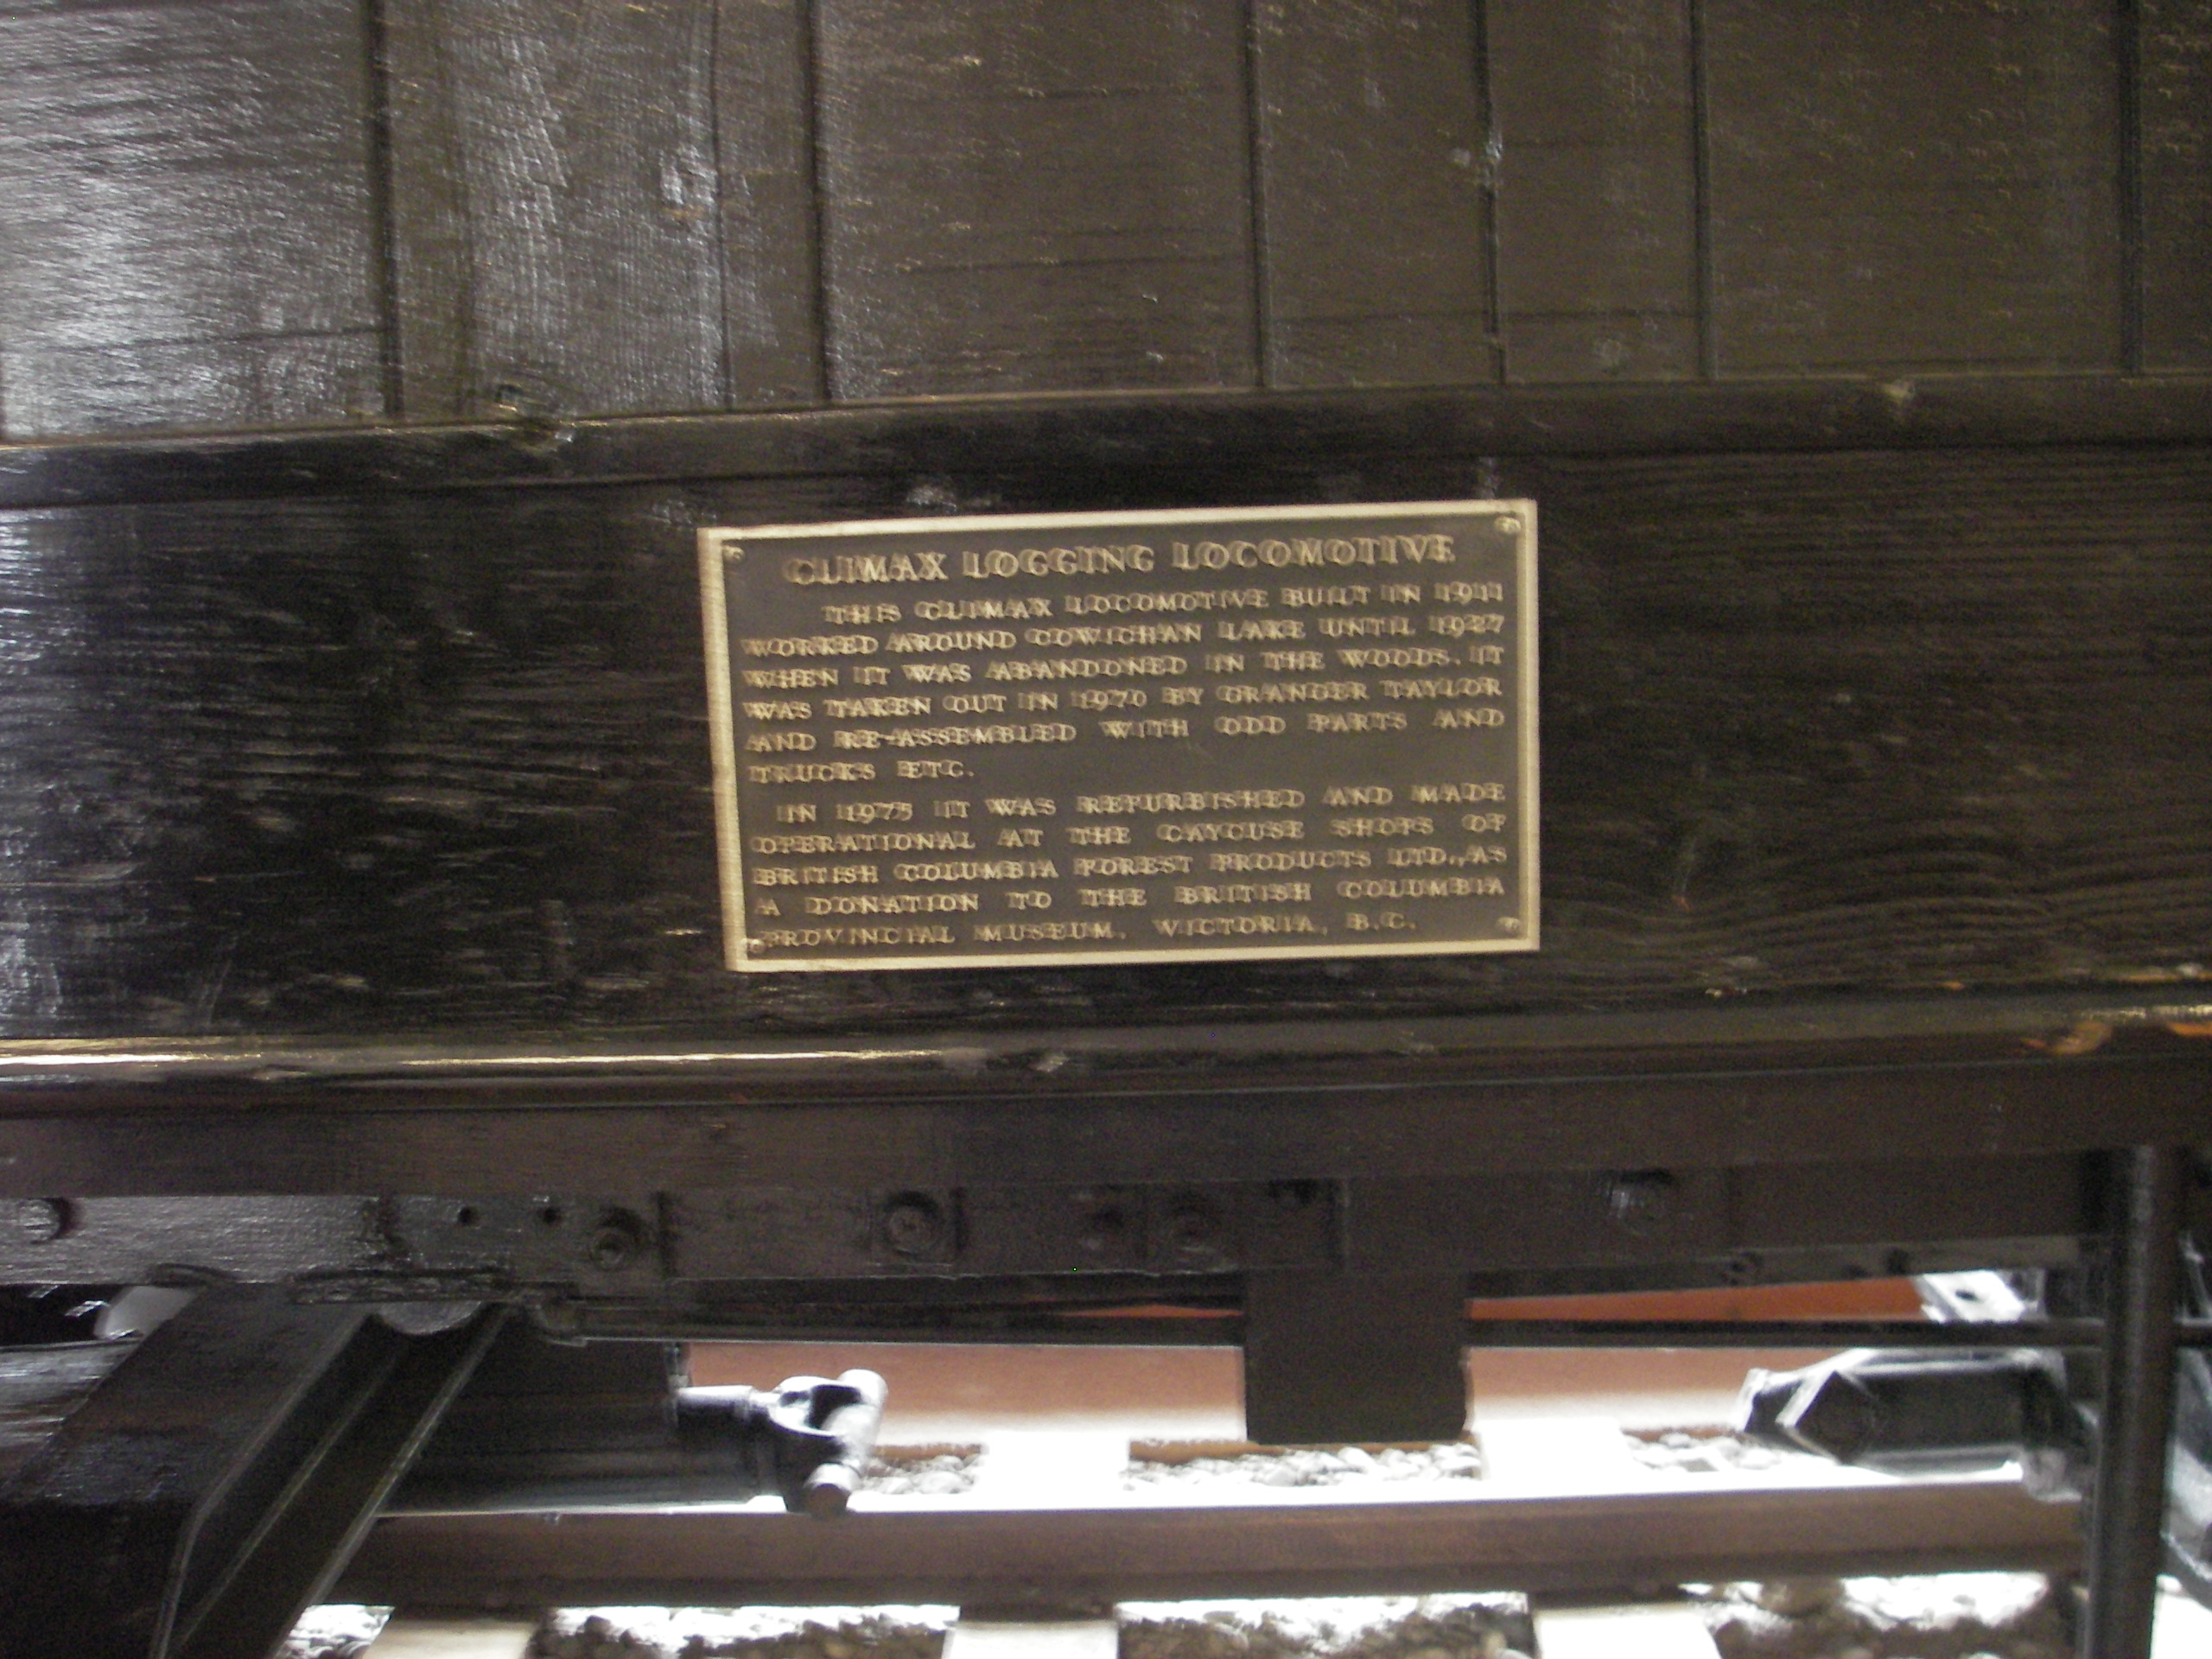 CLIMAX LOGGING LOCOMOTIVE
THIS CLIMAX LOCOMOTIVE BUILT IN 1911
WORKED AROUND COWICHAN LAKE UNTIL 1927
WHEN IT WAS ABANDONED IN THE WOODS. IT
WAS TAKEN OUT IN 1970 BY GRANGER TAYLOR
AND RE-ASSEMBLED WITH ODD PARTS AND
TRUCKS ETC.
IN 1975 IT WAS REFURBISHED AND MADE
OPERATIONAL AT THE CAYCUSE SHOPS OF
BRITISH COLUMBIA FOREST PRODUCTS LTD., AS
A DONATION TO THE BRITISH COLUMBIA
PROVINCIAL MUSEUM, VICTORIA, B.C.